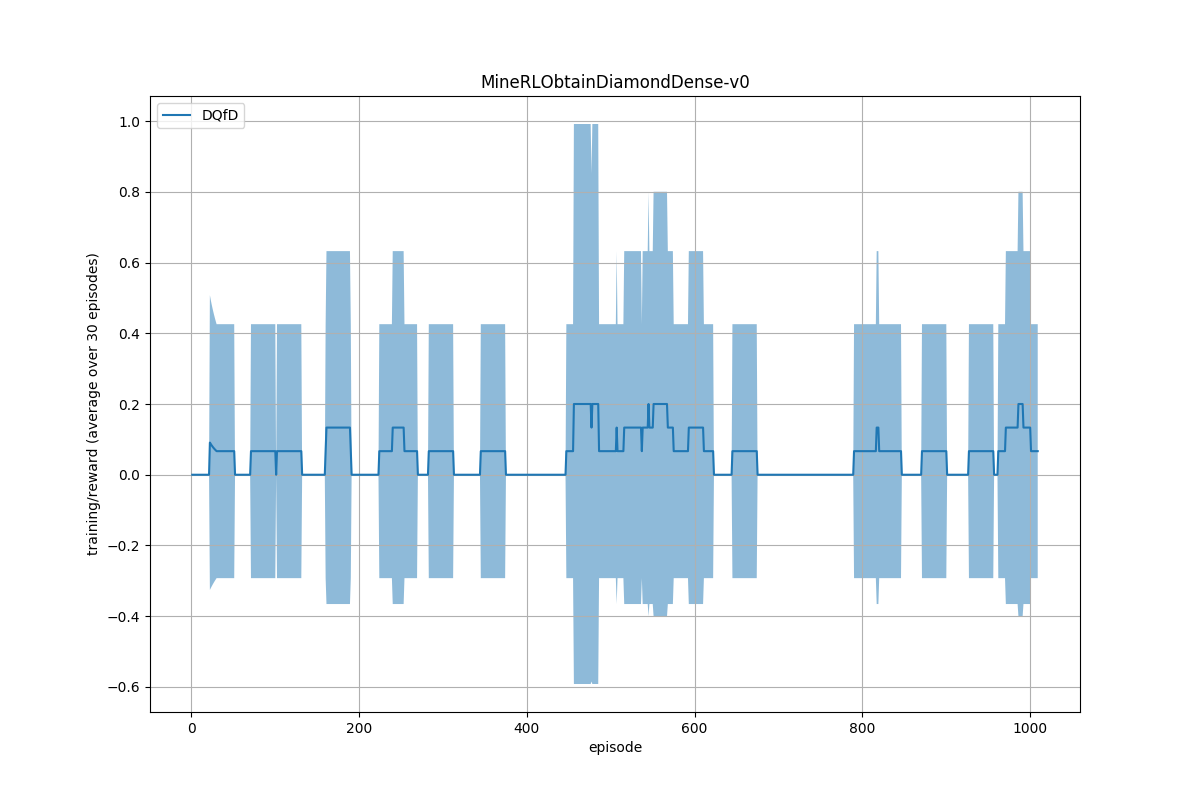 MineRLObtainDiamondDense-v0
DQfD
1.0
0.8
0.6
0.4
0.2
0.0
−0.2
−0.4
−0.6
training/reward (average over 30 episodes)
0 200 400 600 800 1000
episode